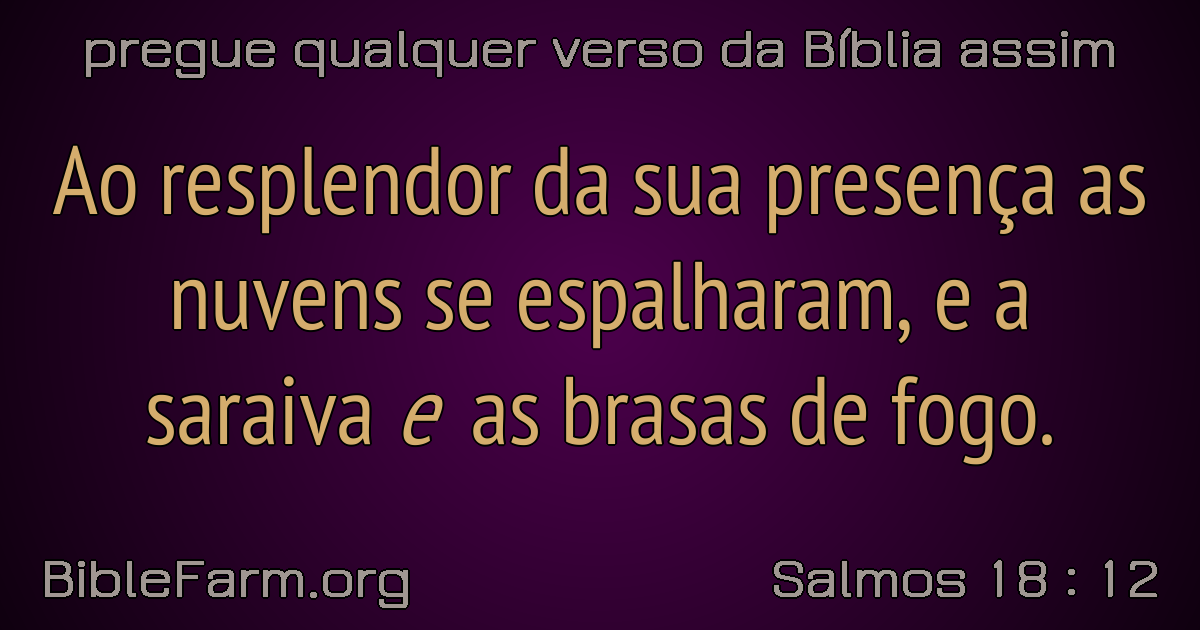 pregue qualquer verso da Bíblia assim
Ao resplendor da sua presença as
nuvens se espalharam, e a
saraiva e as brasas de fogo.
BibleFarm.org
Salmos 18 : 12